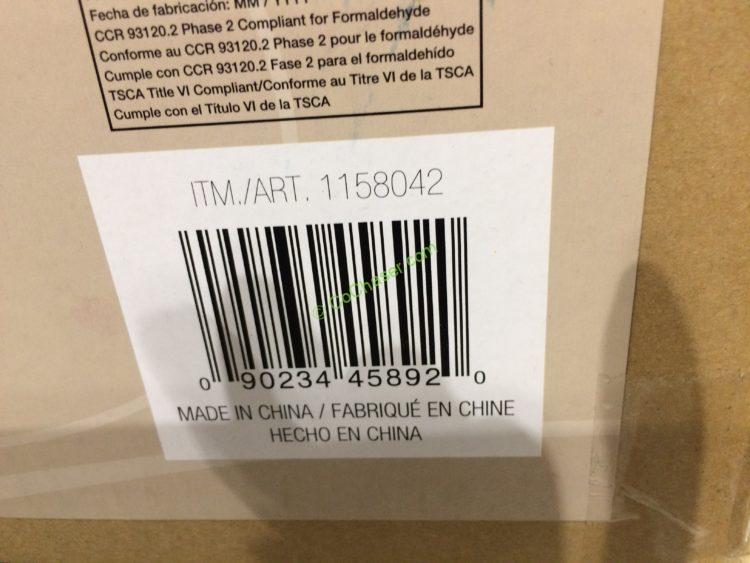 Fecha de fabricación: MM / YYYY
CCR 93120.2 Phase 2 Compliant for Formaldehyde
Conforme au CCR 93120.2 Phase 2 pour le formaldéhyde
Cumple con CCR 93120.2 Fase 2 para el formaldehído
TSCA Title VI Compliant/Conforme au Titre VI de la TSCA
Cumple con el Título VI de la TSCA
ITM./ART. 1158042
© CoChaser.com
0 90234 45892 0
MADE IN CHINA / FABRIQUÉ EN CHINE
HECHO EN CHINA